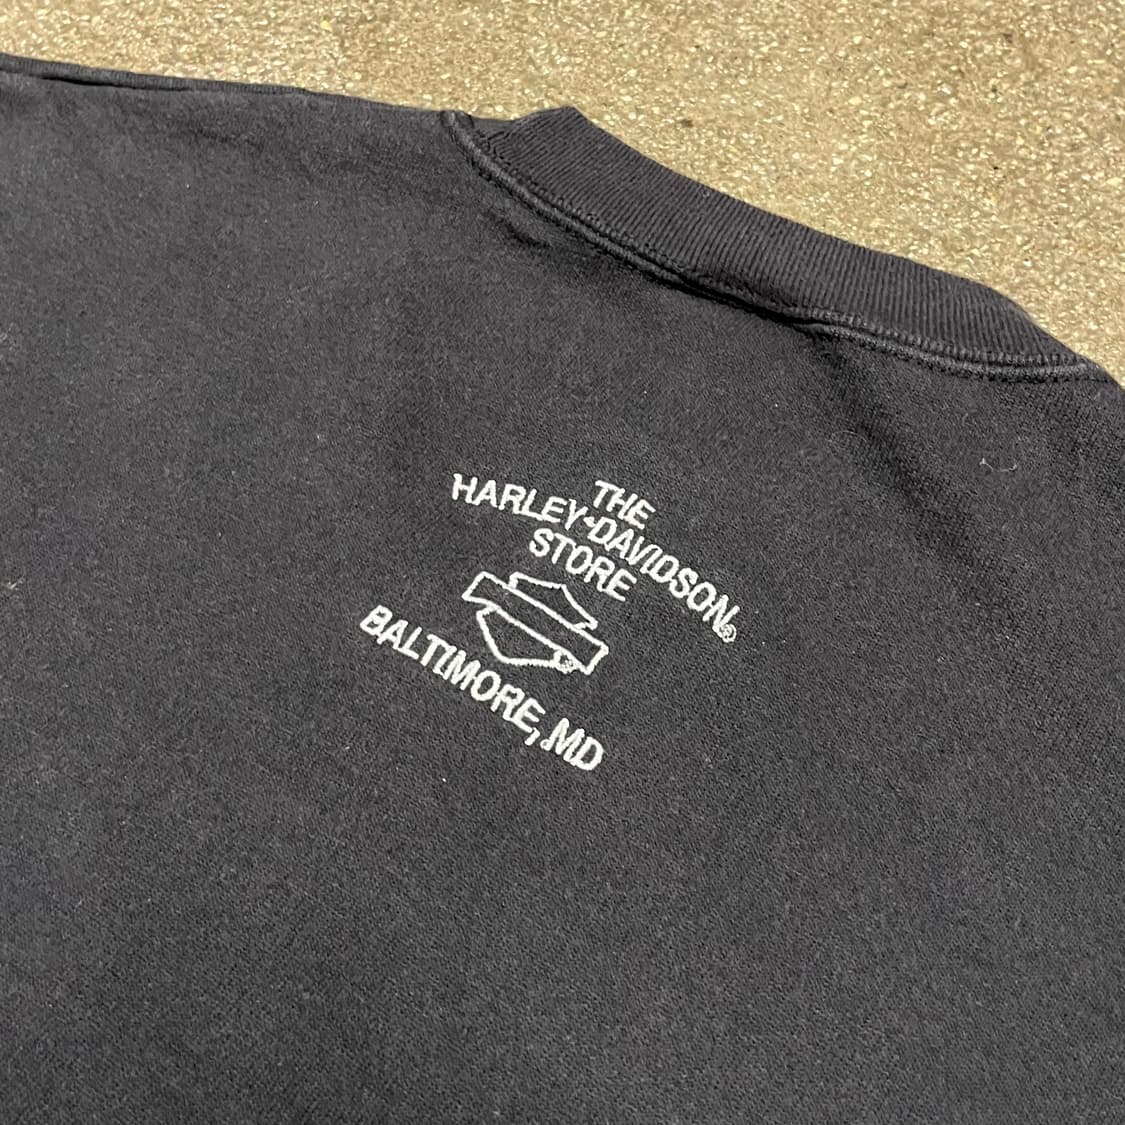 THE
HARLEY-DAVIDSON®
STORE
BALTIMORE, MD